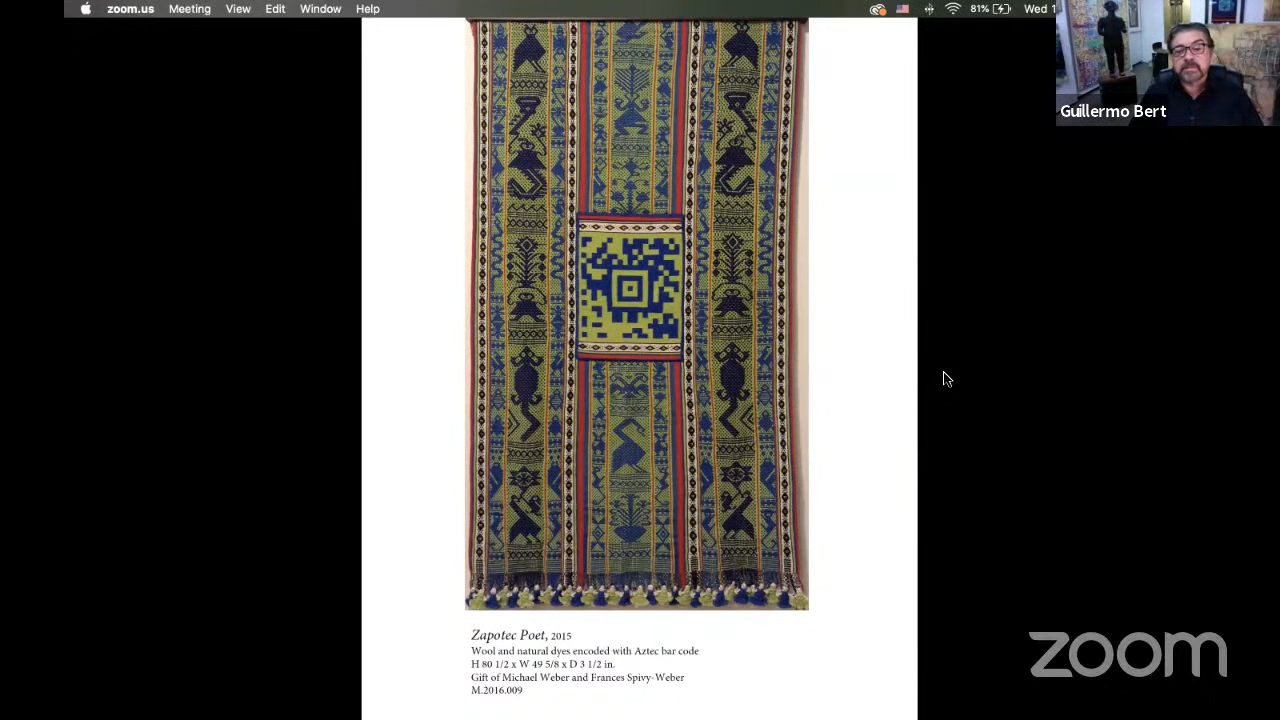 zoom.us Meeting View Edit Window Help 81% Wed 1
Guillermo Bert
Zapotec Poet, 2015
Wool and natural dyes encoded with Aztec bar code
H 80 1/2 x W 49 5/8 x D 3 1/2 in.
Gift of Michael Weber and Frances Spivy-Weber
M.2016.009
zoom